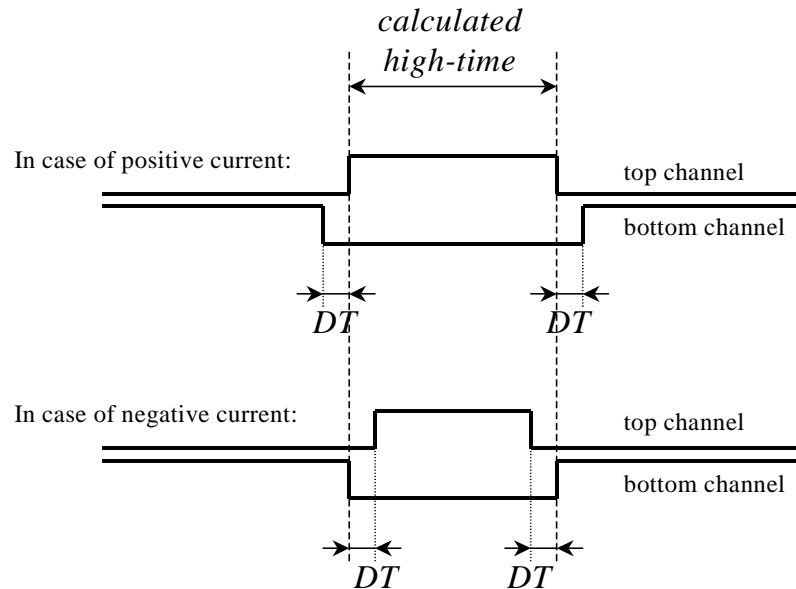 calculated
high-time
In case of positive current:
top channel
bottom channel
DT
DT
In case of negative current:
top channel
bottom channel
DT
DT